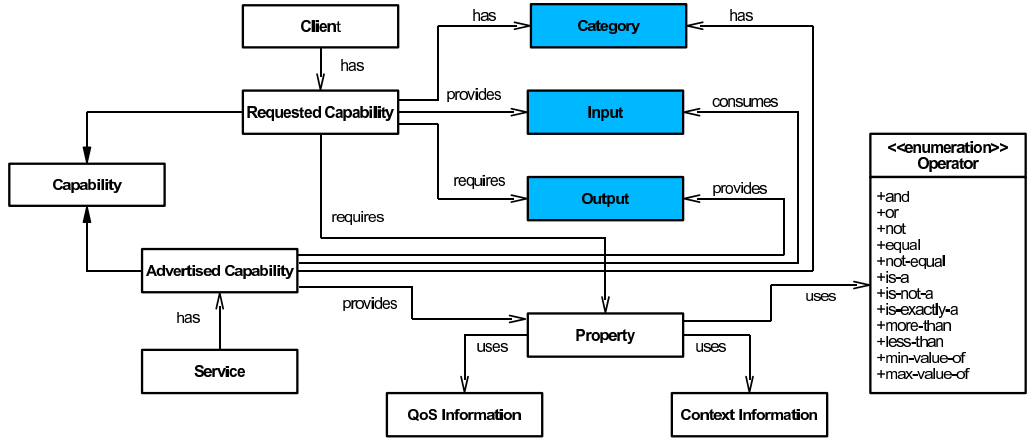 Client
has
Category
has
has
Requested Capability
provides
Input
consumes
Capability
requires
Output
provides
requires
Advertised Capability
has
provides
Service
Property
uses
uses
uses
QoS Information
Context Information
<<enumeration>>
Operator
+and
+or
+not
+equal
+not-equal
+is-a
+is-not-a
+is-exactly-a
+more-than
+less-than
+min-value-of
+max-value-of